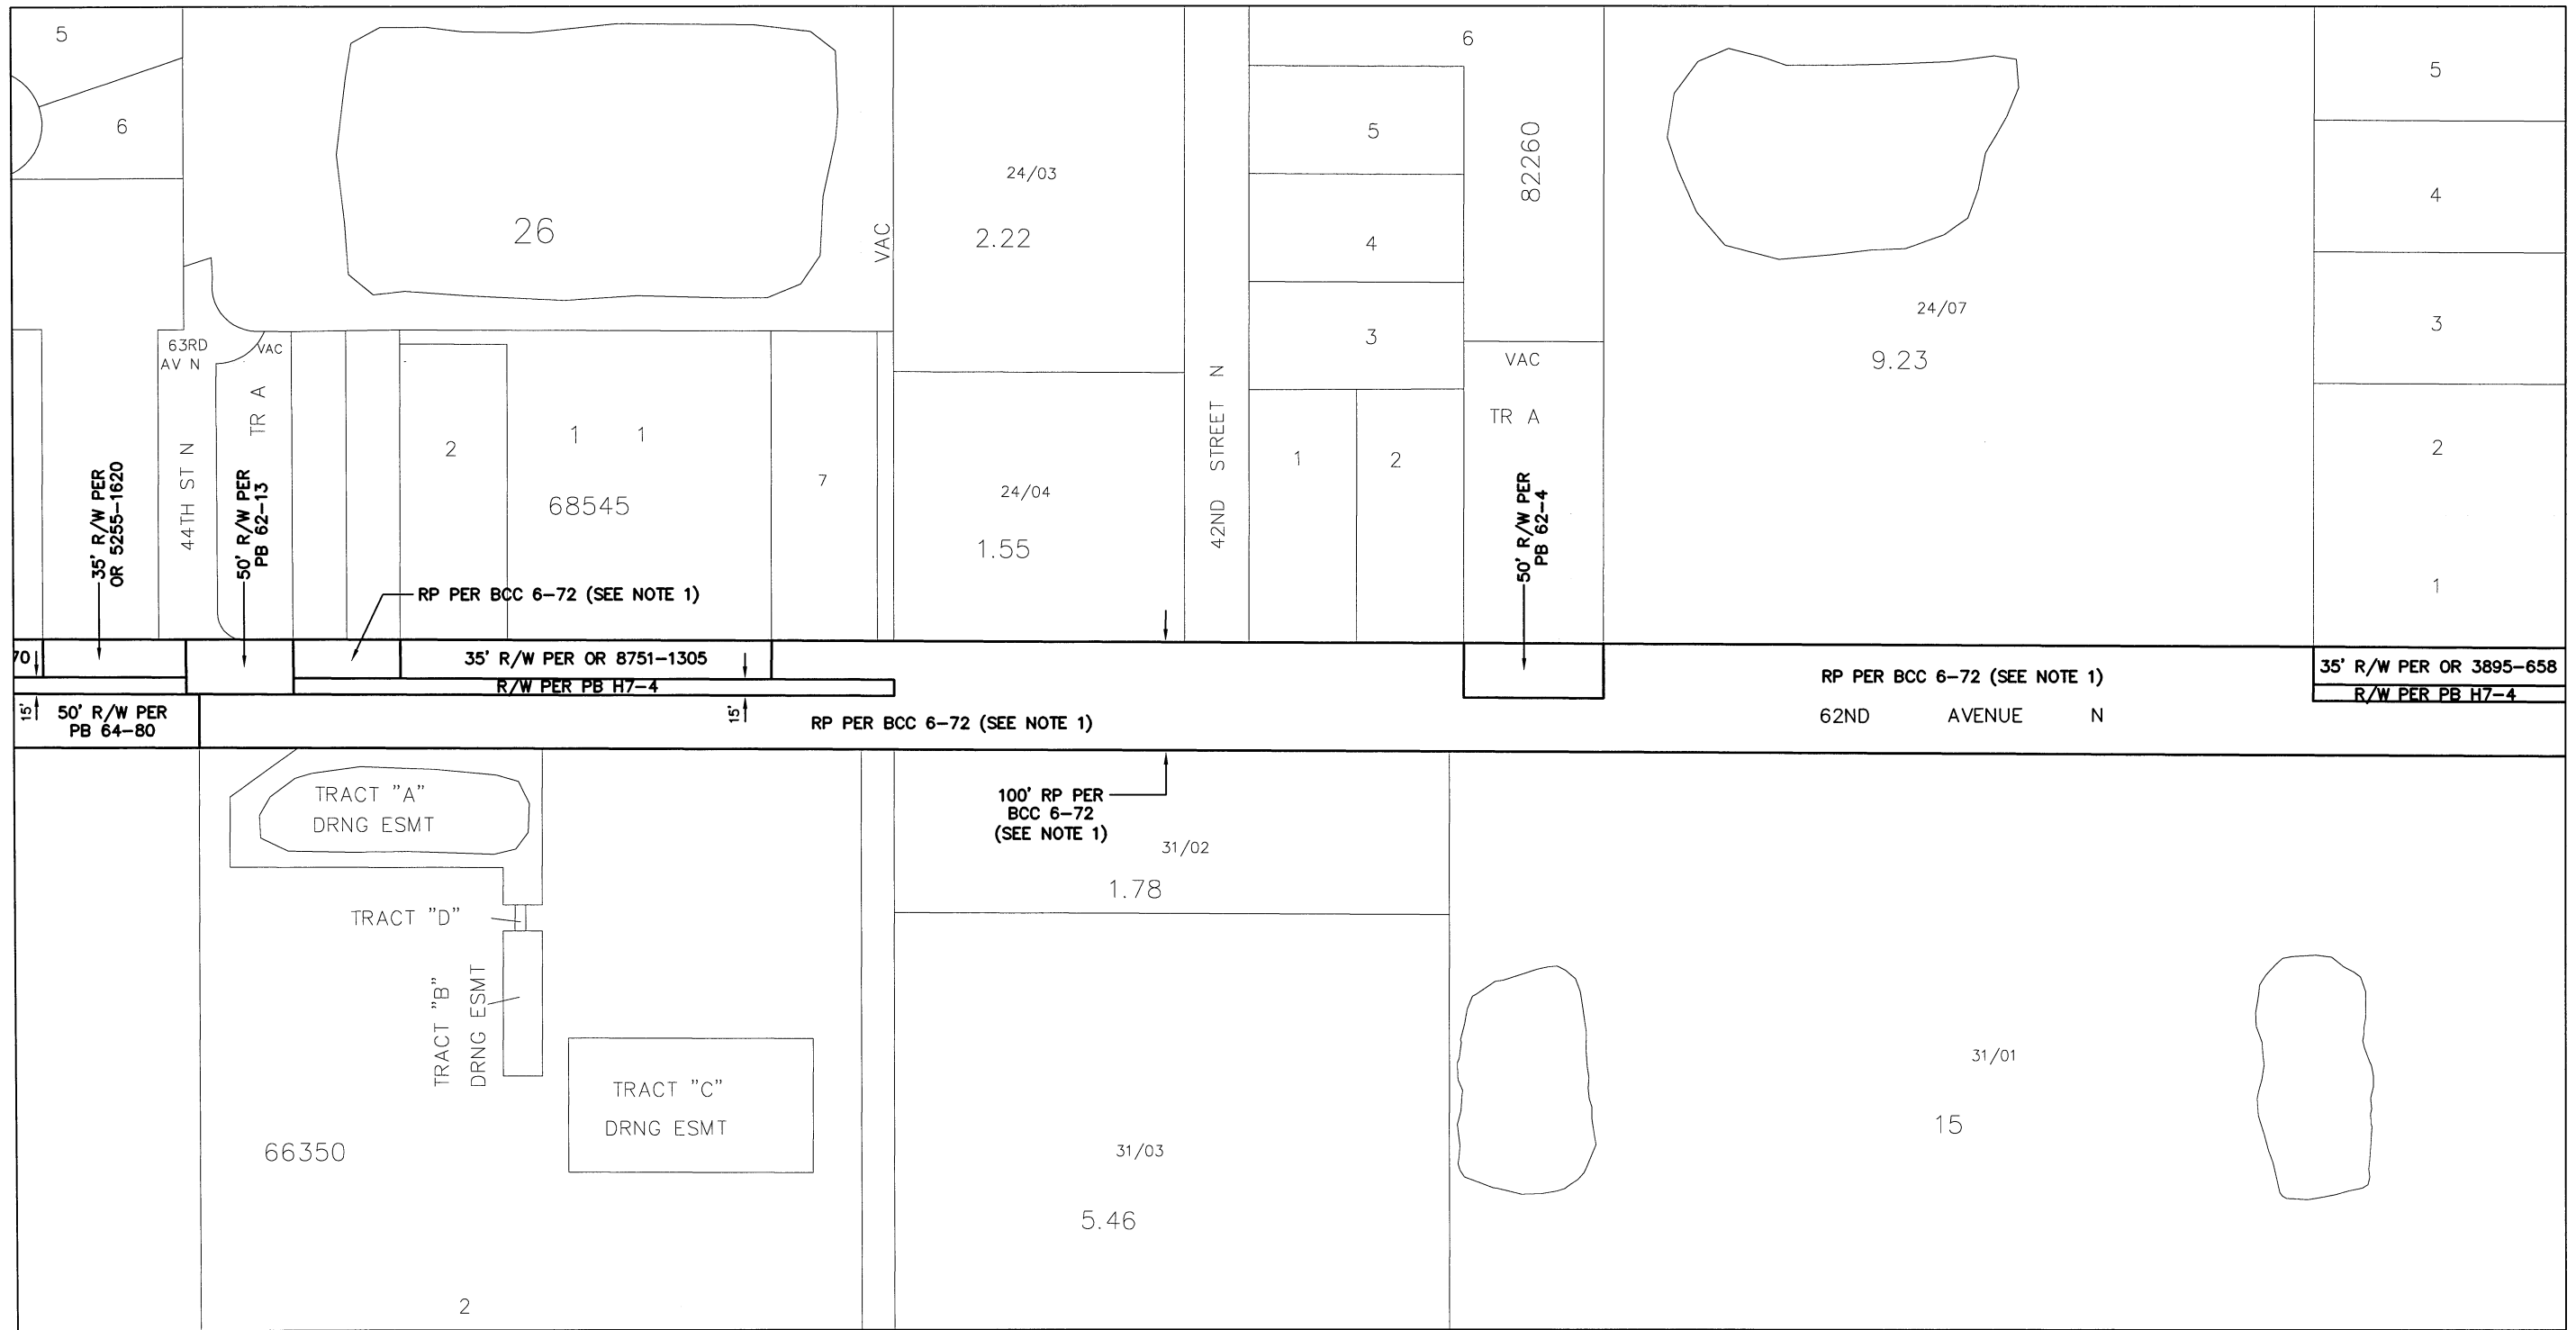 5
6
26
VAC
24/03
2.22
6
5
4
3
82260
24/07
9.23
5
4
3
2
1
63RD
AV N
VAC
TR A
44TH ST N
2
1 1
68545
7
24/04
1.55
42ND STREET N
1
2
VAC
TR A
35' R/W PER
OR 5255-1620
50' R/W PER
PB 62-13
RP PER BCC 6-72 (SEE NOTE 1)
50' R/W PER
PB 62-4
70
35' R/W PER OR 8751-1305
R/W PER PB H7-4
15'
15'
50' R/W PER
PB 64-80
RP PER BCC 6-72 (SEE NOTE 1)
RP PER BCC 6-72 (SEE NOTE 1)
62ND AVENUE N
35' R/W PER OR 3895-658
R/W PER PB H7-4
TRACT "A"
DRNG ESMT
TRACT "D"
TRACT "B"
DRNG ESMT
TRACT "C"
DRNG ESMT
66350
2
100' RP PER
BCC 6-72
(SEE NOTE 1)
31/02
1.78
31/03
5.46
31/01
15